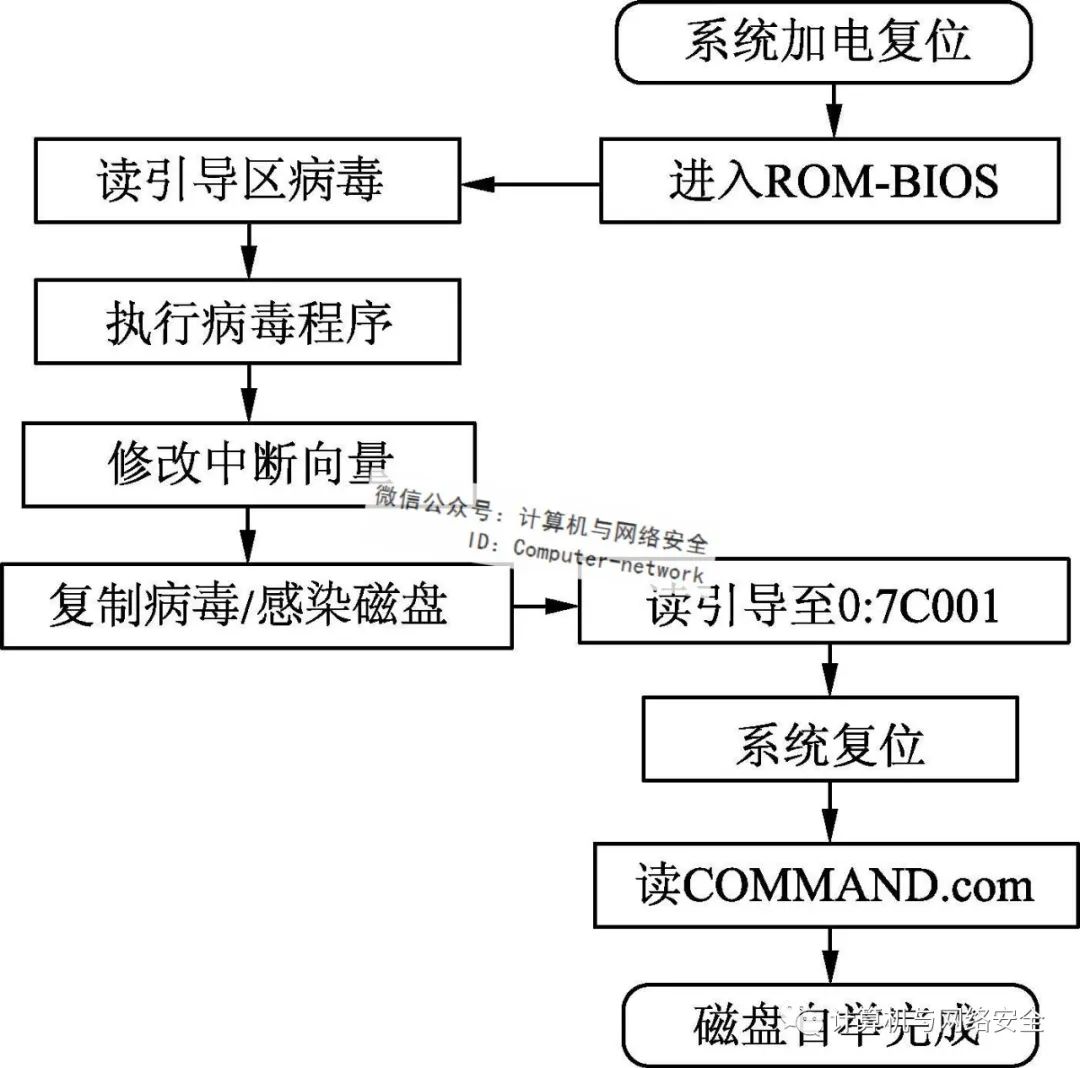 系统加电复位
进入ROM-BIOS
读引导区病毒
执行病毒程序
修改中断向量
微信公众号：计算机与网络安全
ID：Computer-network
复制病毒/感染磁盘
读引导至0:7C001
系统复位
读COMMAND.com
磁盘自举完成
计算机与网络安全